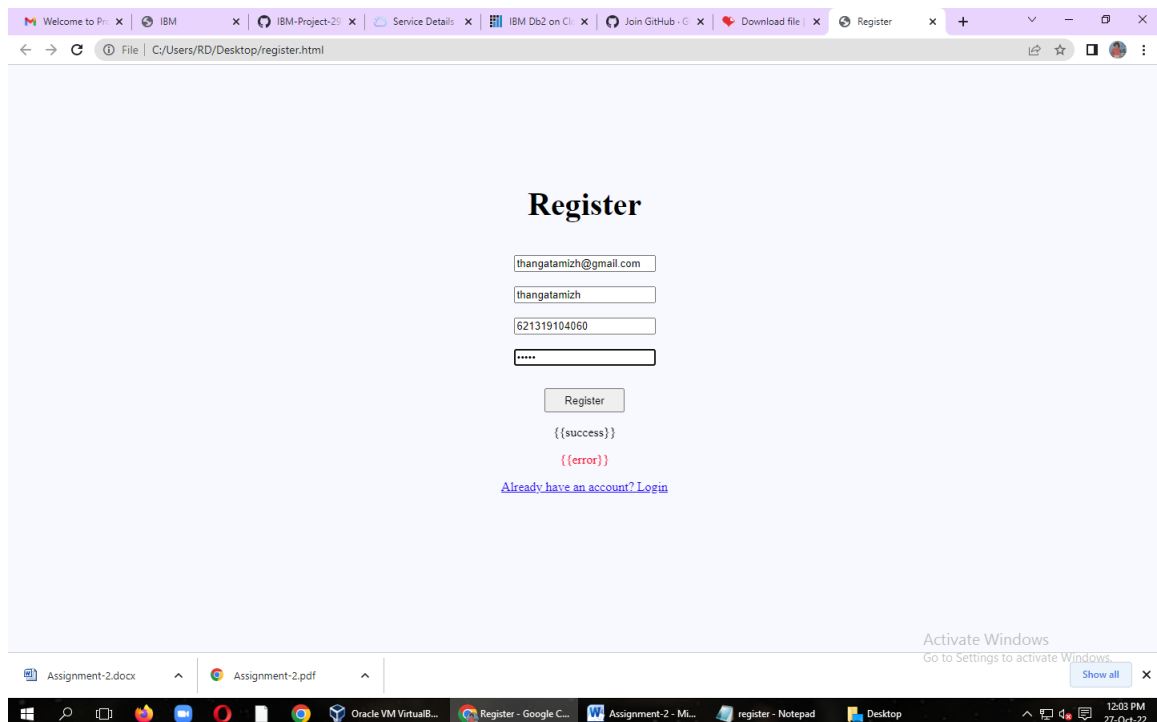 Welcome to Pr
IBM
IBM-Project-29
Service Details
IBM Db2 on Cl
Join GitHub · G
Download file |
Register
File | C:/Users/RD/Desktop/register.html
Register
thangatamizh@gmail.com
thangatamizh
621319104060
•••••
Register
{{success}}
{{error}}
Already have an account? Login
Activate Windows
Go to Settings to activate Windows.
Assignment-2.docx
Assignment-2.pdf
Show all
Oracle VM VirtualB...
Register - Google C...
Assignment-2 - Mi...
register - Notepad
Desktop
12:03 PM
27-Oct-22